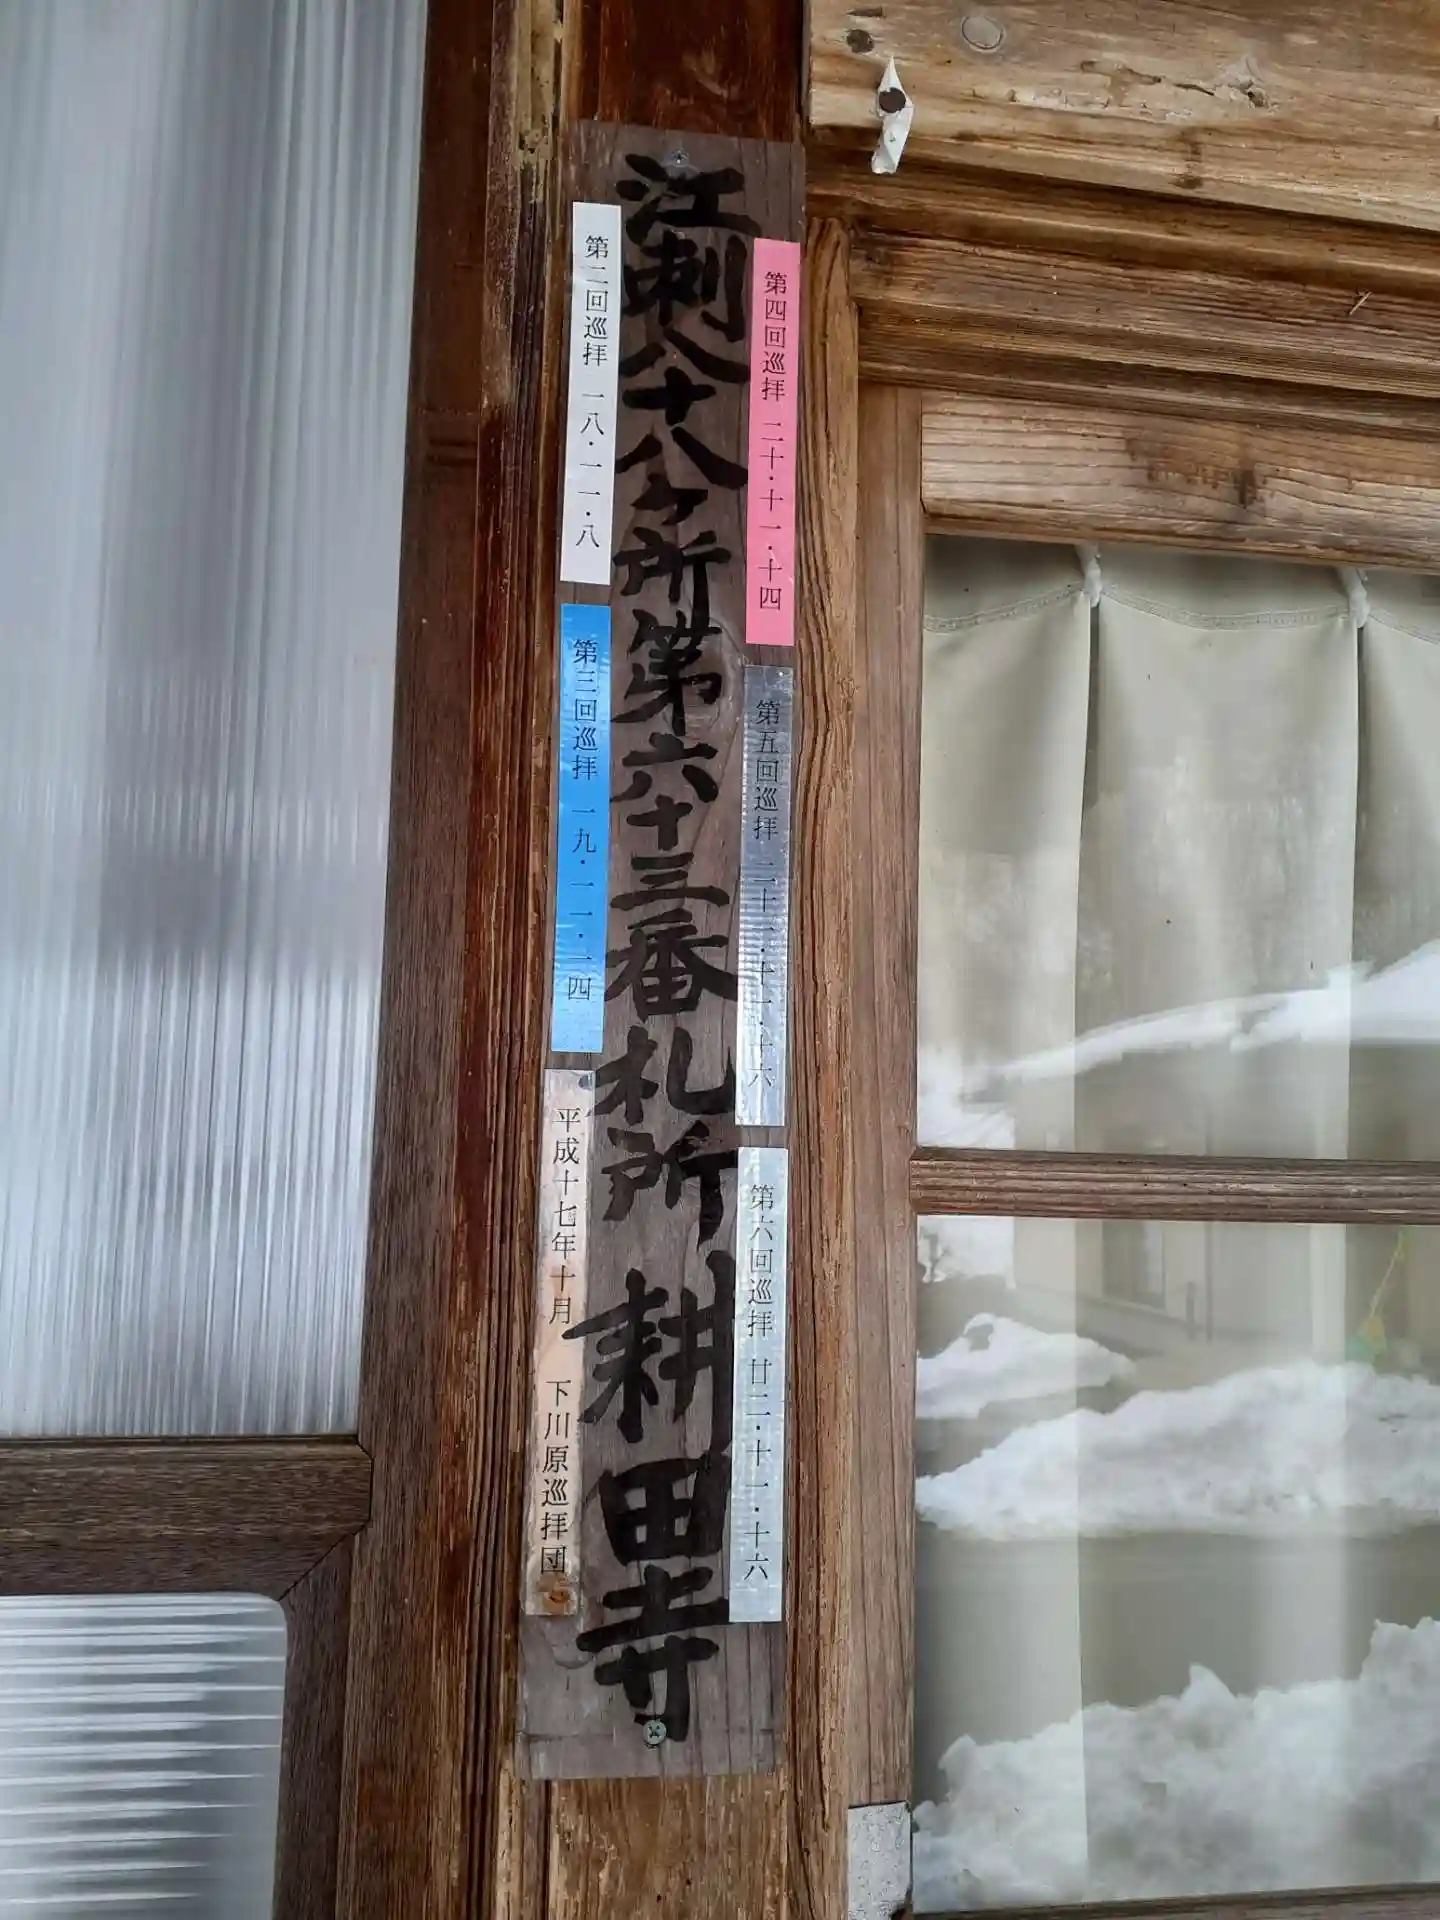 江刺八十八ヶ所第六十三番札所 耕田寺
第四回巡拝 二十・十一・十四
第五回巡拝 二十一・十一・十六
第六回巡拝 廿二・十一・十六
第二回巡拝 一八・一一・八
第三回巡拝 一九・一一・一四
平成十七年十月 下川原巡拝団